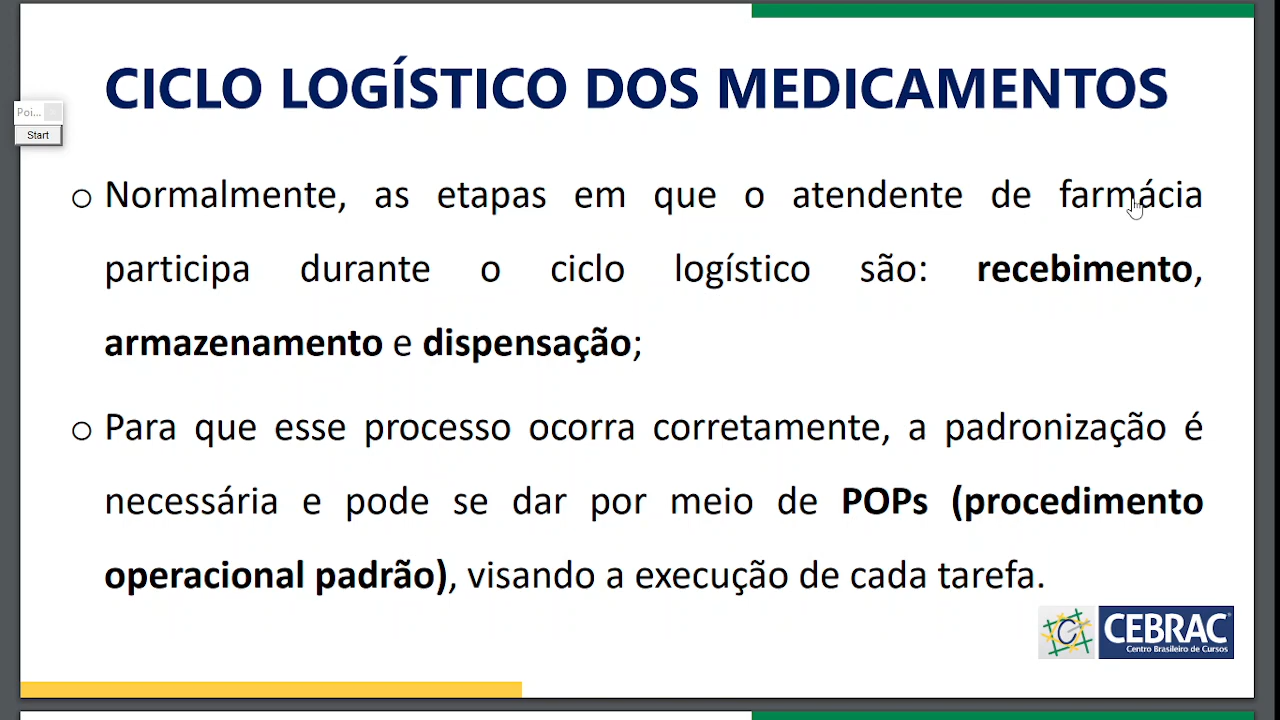 CICLO LOGÍSTICO DOS MEDICAMENTOS
Poi...
Start
o Normalmente, as etapas em que o atendente de farmácia
participa durante o ciclo logístico são: recebimento,
armazenamento e dispensação;
o Para que esse processo ocorra corretamente, a padronização é
necessária e pode se dar por meio de POPs (procedimento
operacional padrão), visando a execução de cada tarefa.
C CEBRAC
Centro Brasileiro de Cursos